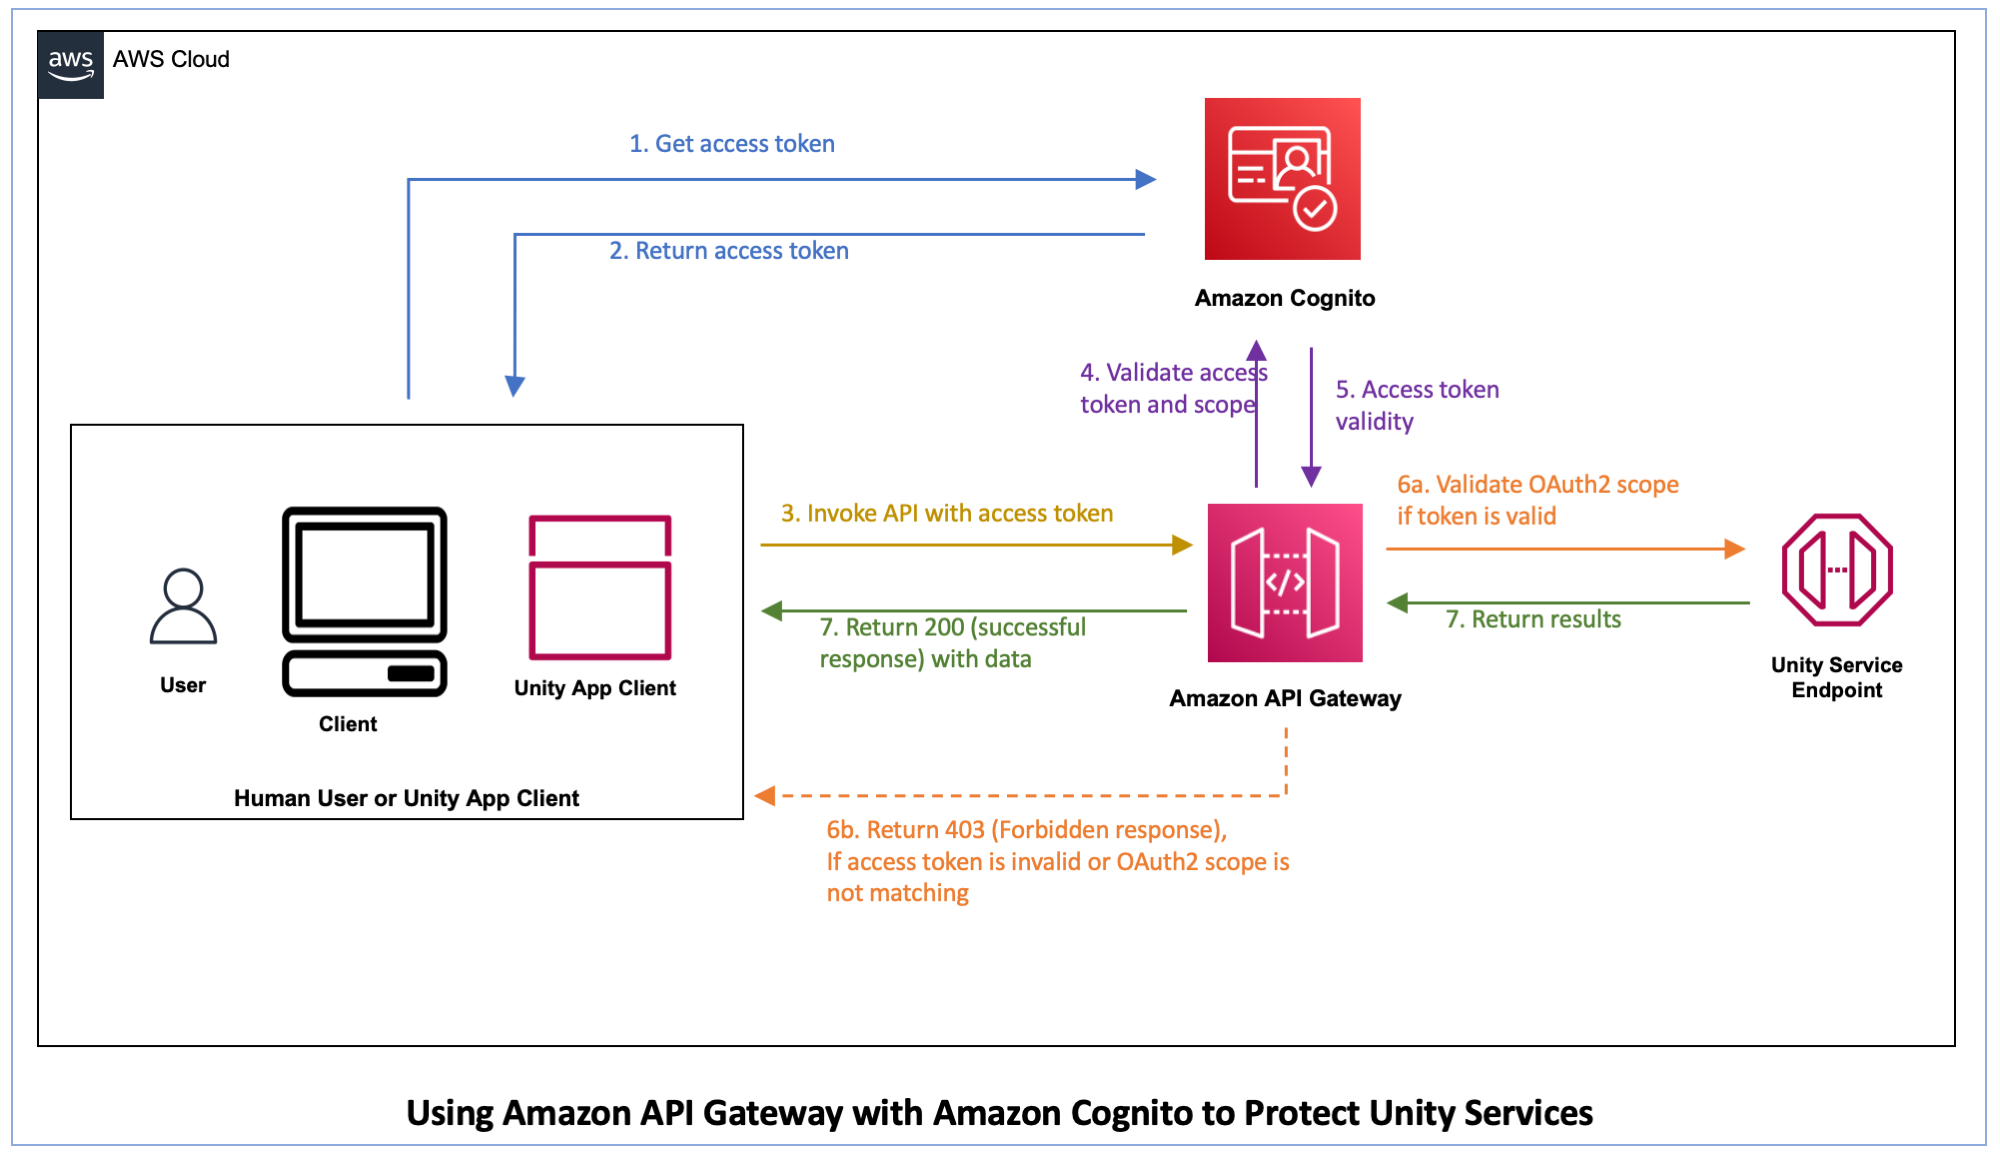 aws
AWS Cloud
1. Get access token
2. Return access token
Amazon Cognito
4. Validate access
token and scope
5. Access token
validity
3. Invoke API with access token
6a. Validate OAuth2 scope
if token is valid
7. Return 200 (successful
response) with data
7. Return results
User
Client
Unity App Client
Human User or Unity App Client
Amazon API Gateway
Unity Service
Endpoint
6b. Return 403 (Forbidden response),
If access token is invalid or OAuth2 scope is
not matching
Using Amazon API Gateway with Amazon Cognito to Protect Unity Services